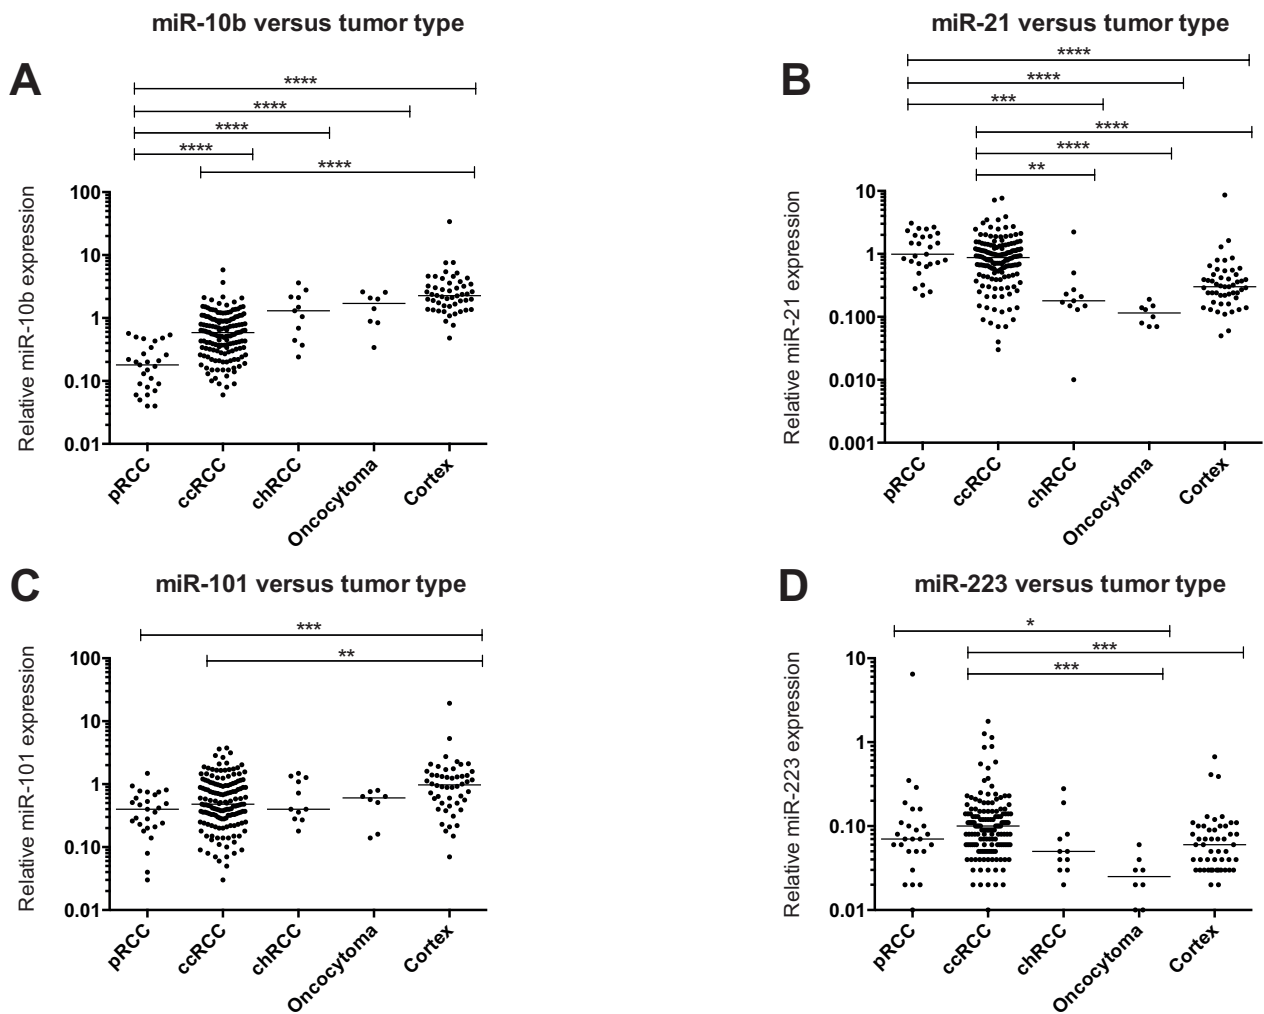 miR-10b versus tumor type
A
****
****
****
****
****
Relative miR-10b expression
100
10
1
0.10
0.01
pRCC
ccRCC
chRCC
Oncocytoma
Cortex
miR-21 versus tumor type
B
****
****
***
****
****
**
Relative miR-21 expression
10
1
0.100
0.010
0.001
pRCC
ccRCC
chRCC
Oncocytoma
Cortex
C
miR-101 versus tumor type
***
**
Relative miR-101 expression
100
10
1
0.10
0.01
pRCC
ccRCC
chRCC
Oncocytoma
Cortex
D
miR-223 versus tumor type
*
***
***
Relative miR-223 expression
10
1
0.10
0.01
pRCC
ccRCC
chRCC
Oncocytoma
Cortex